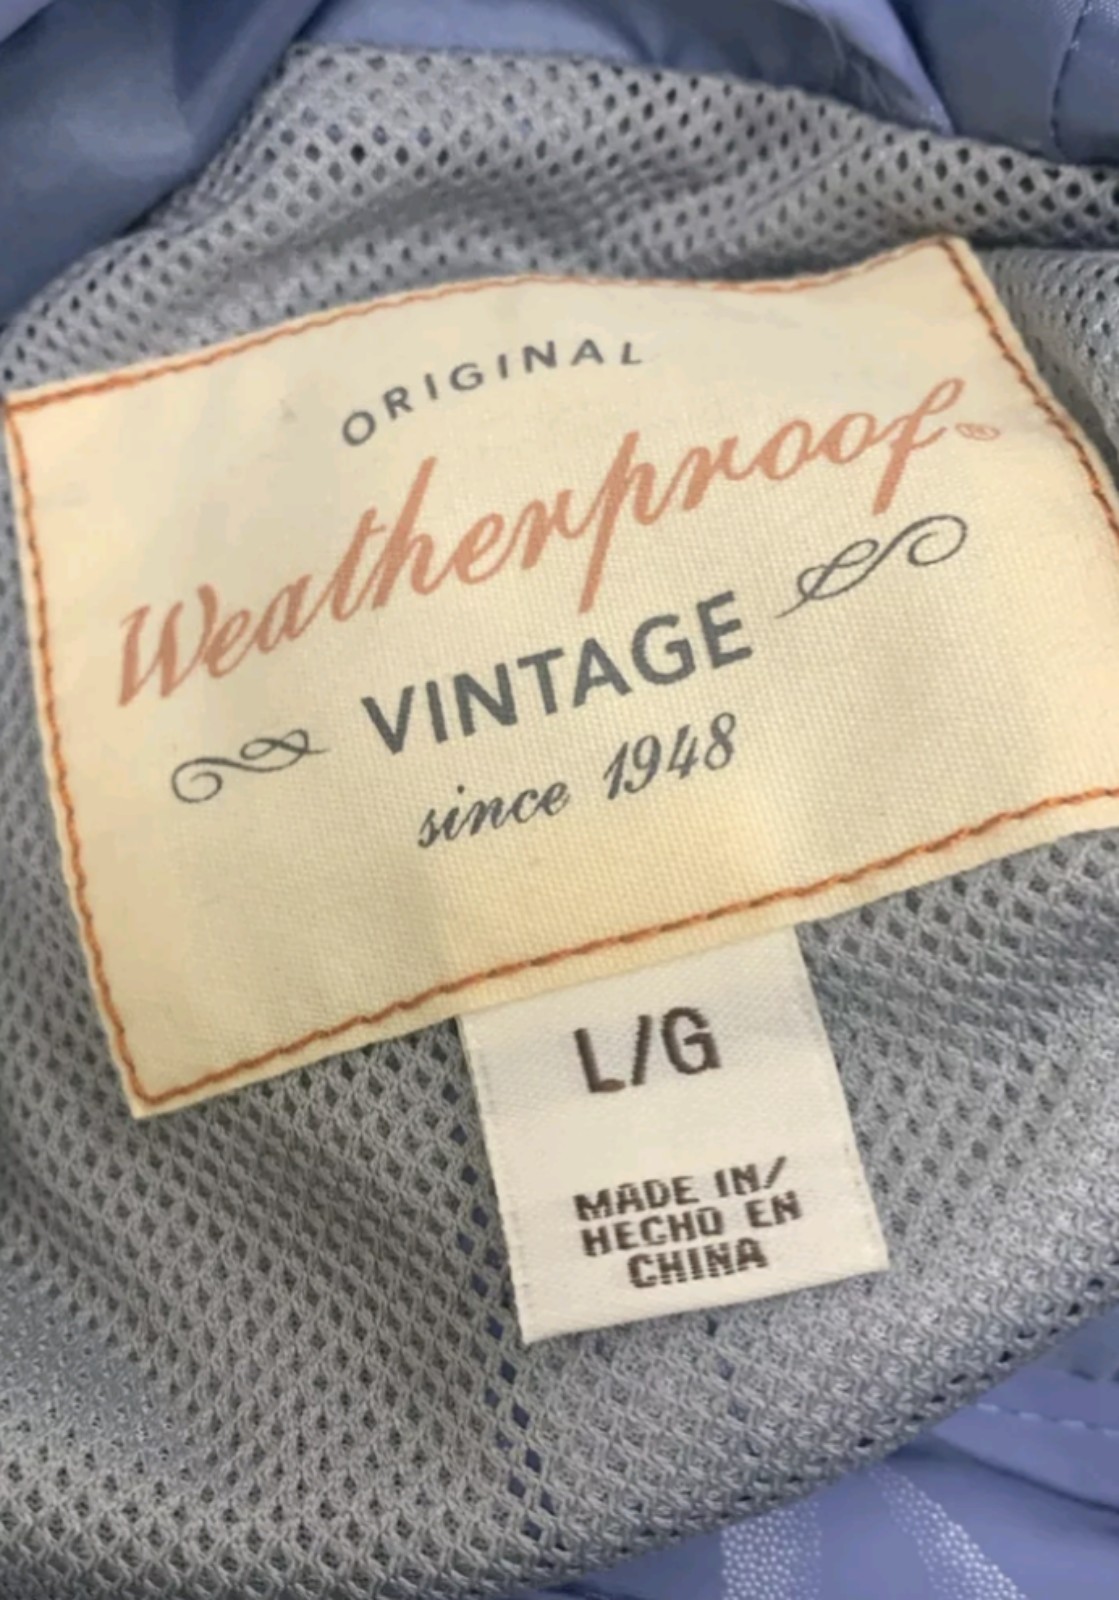 ORIGINAL
Weatherproof®
VINTAGE
since 1948
L/G
MADE IN/
HECHO EN
CHINA